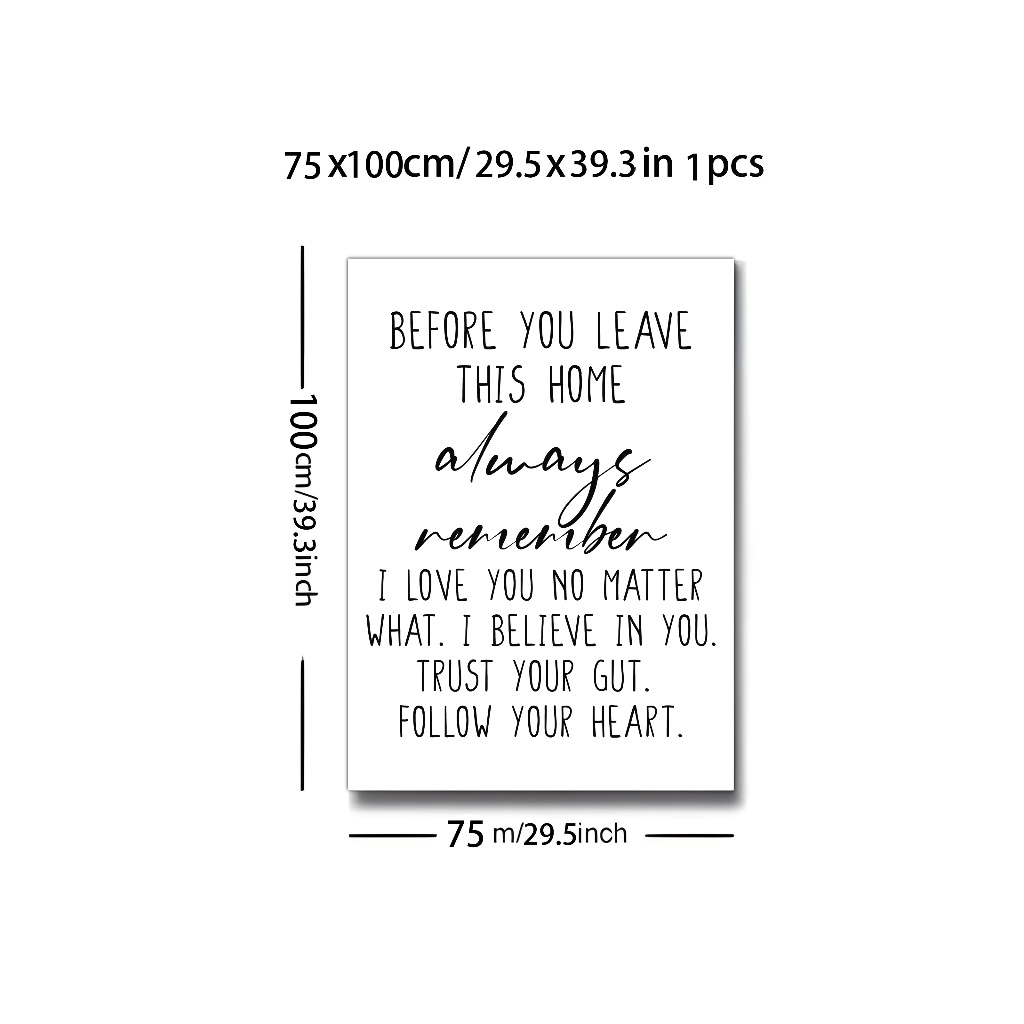 75x100cm/29.5x39.3in 1pcs
BEFORE YOU LEAVE
THIS HOME
always
remember
I LOVE YOU NO MATTER
WHAT. I BELIEVE IN YOU.
TRUST YOUR GUT.
FOLLOW YOUR HEART.
100cm/39.3inch
75 m/29.5inch